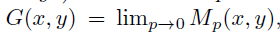 G(x, y) = lim_{p→0} M_p(x, y),